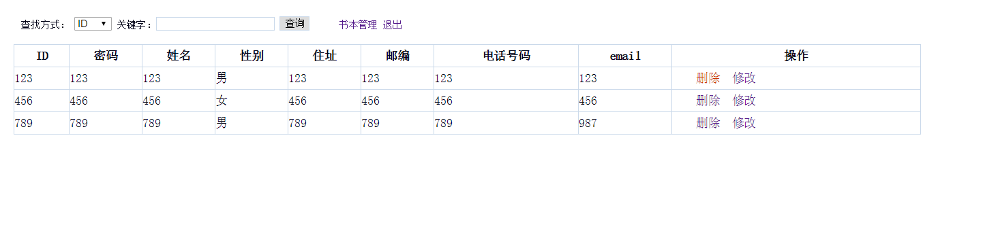 查找方式： ID 关键字： 查询 书本管理 退出
ID 密码 姓名 性别 住址 邮编 电话号码 email 操作
123 123 123 男 123 123 123 123 删除 修改
456 456 456 女 456 456 456 456 删除 修改
789 789 789 男 789 789 789 987 删除 修改